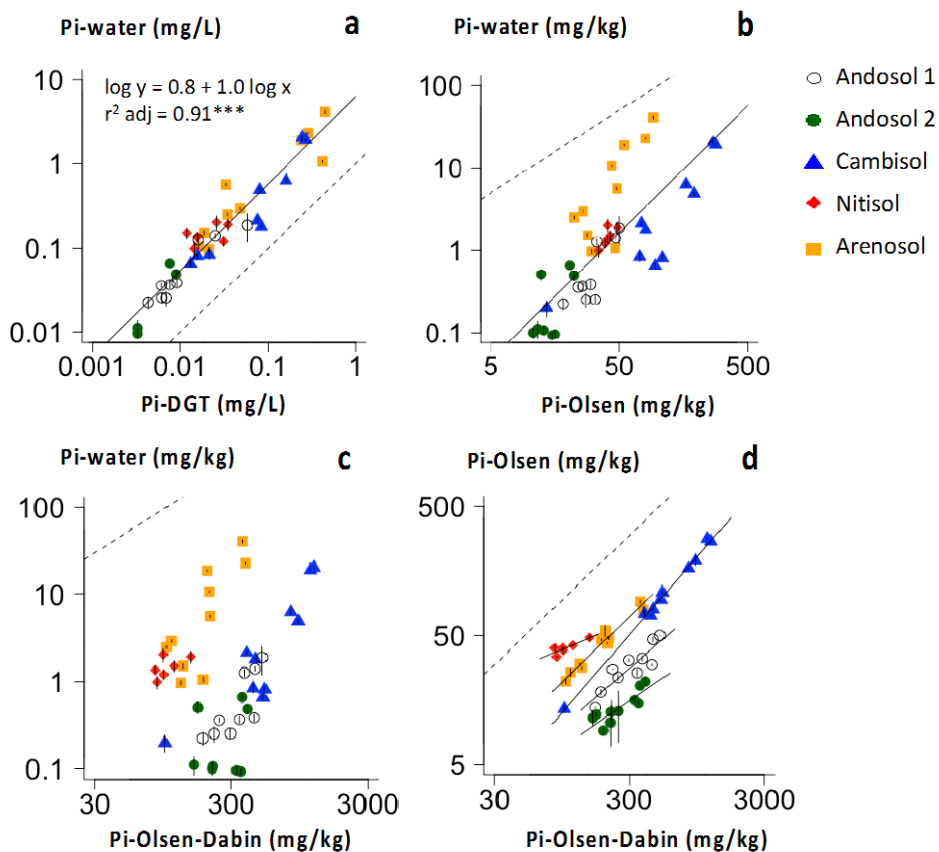 Pi-water (mg/L)
a
log y = 0.8 + 1.0 log x
r² adj = 0.91***
10
1
0.1
0.01
0.001
0.01
0.1
1
Pi-DGT (mg/L)
Pi-water (mg/kg)
b
100
10
1
0.1
5
50
500
Pi-Olsen (mg/kg)
Andosol 1
Andosol 2
Cambisol
Nitisol
Arenosol
Pi-water (mg/kg)
c
100
10
1
0.1
30
300
3000
Pi-Olsen-Dabin (mg/kg)
Pi-Olsen (mg/kg)
d
500
50
5
30
300
3000
Pi-Olsen-Dabin (mg/kg)